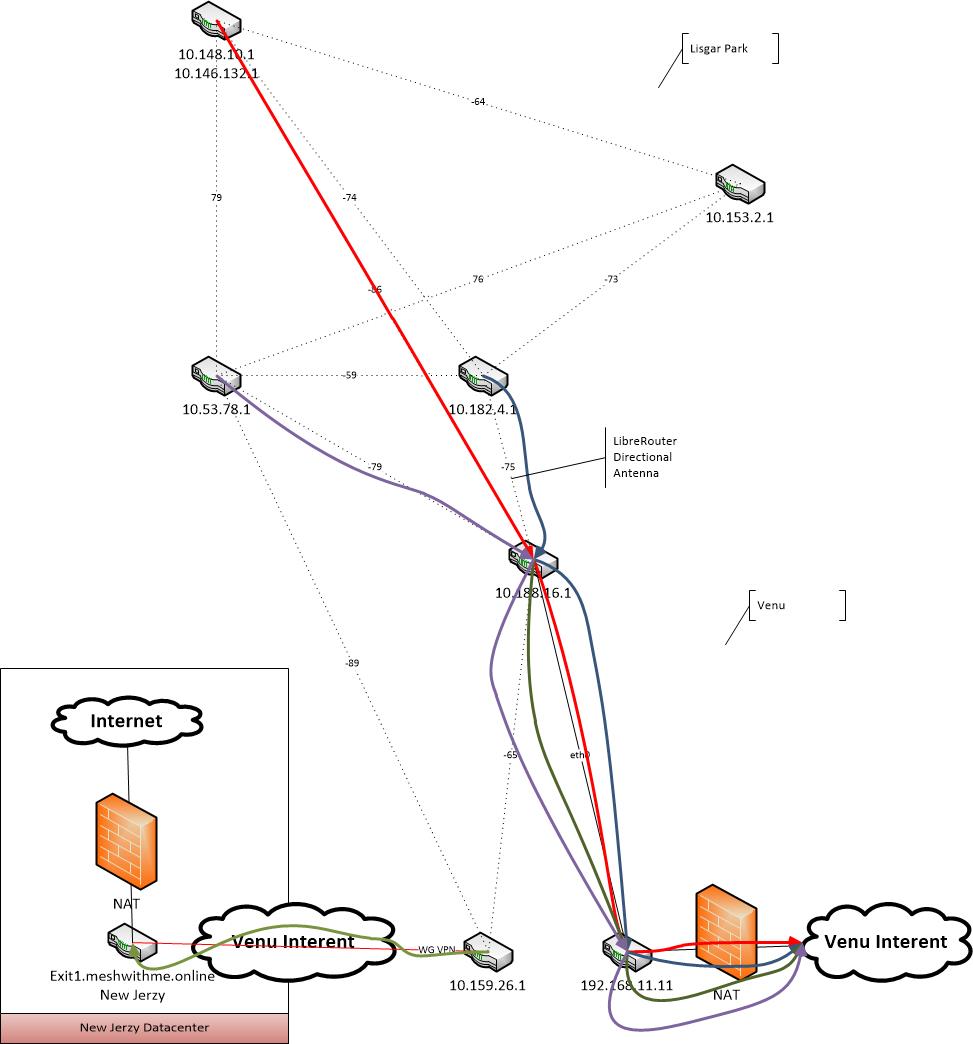 10.148.10.1
10.146.132.1
Lisgar Park
-64
10.153.2.1
79
-74
-86
76
-73
-59
10.53.78.1
10.182.4.1
-79
-75
LibreRouter
Directional
Antenna
10.188.16.1
Venu
-89
Internet
NAT
-65
eth0
Venu Interent
WG VPN
Exit1.meshwithme.online
New Jerzy
New Jerzy Datacenter
10.159.26.1
192.168.11.11
NAT
Venu Interent